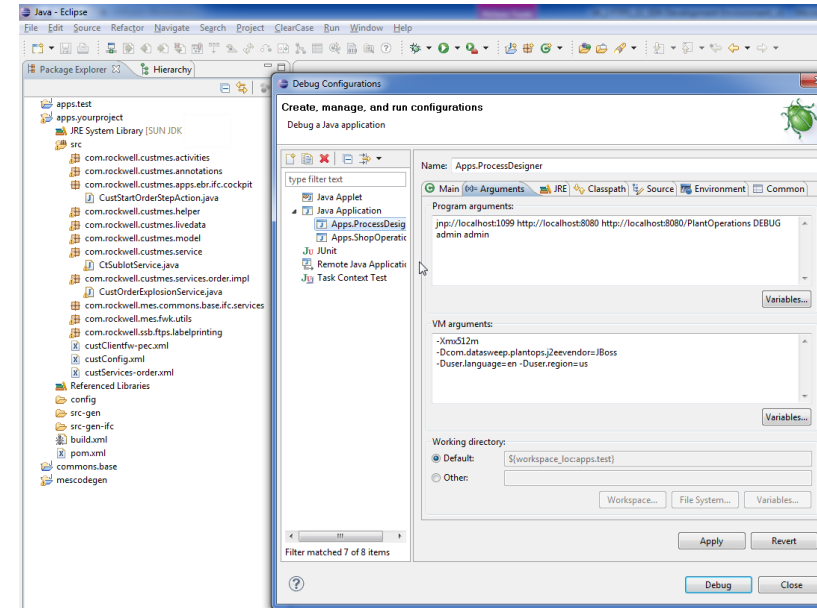 Java - Eclipse
File Edit Source Refactor Navigate Search Project ClearCase Run Window Help
Package Explorer Hierarchy
apps.test
apps.yourproject
JRE System Library [SUN JDK
src
com.rockwell.custmes.activities
com.rockwell.custmes.annotations
com.rockwell.custmes.apps.ebr.ifc.cockpit
CustStartOrderStepAction.java
com.rockwell.custmes.helper
com.rockwell.custmes.livedata
com.rockwell.custmes.model
com.rockwell.custmes.service
CtSublotService.java
com.rockwell.custmes.services.order.impl
CustOrderExplosionService.java
com.rockwell.mes.commons.base.ifc.services
com.rockwell.mes.fwk.utils
com.rockwell.ssb.ftps.labelprinting
custClientfw-pec.xml
custConfig.xml
custServices-order.xml
Referenced Libraries
config
src-gen
src-gen-ifc
build.xml
pom.xml
commons.base
mescodegen
Debug Configurations
Create, manage, and run configurations
Debug a Java application
type filter text
Java Applet
Java Application
Apps.ProcessDesig
Apps.ShopOperatic
JUnit
Remote Java Applicatic
Task Context Test
Filter matched 7 of 8 items
Name: Apps.ProcessDesigner
Main Arguments JRE Classpath Source Environment Common
Program arguments:
jnp://localhost:1099 http://localhost:8080 http://localhost:8080/PlantOperations DEBUG
admin admin
Variables...
VM arguments:
-Xmx512m
-Dcom.datasweep.plantops.j2eevendor=JBoss
-Duser.language=en -Duser.region=us
Variables...
Working directory:
Default: ${workspace_loc:apps.test}
Other:
Workspace... File System... Variables...
Apply Revert
Debug Close